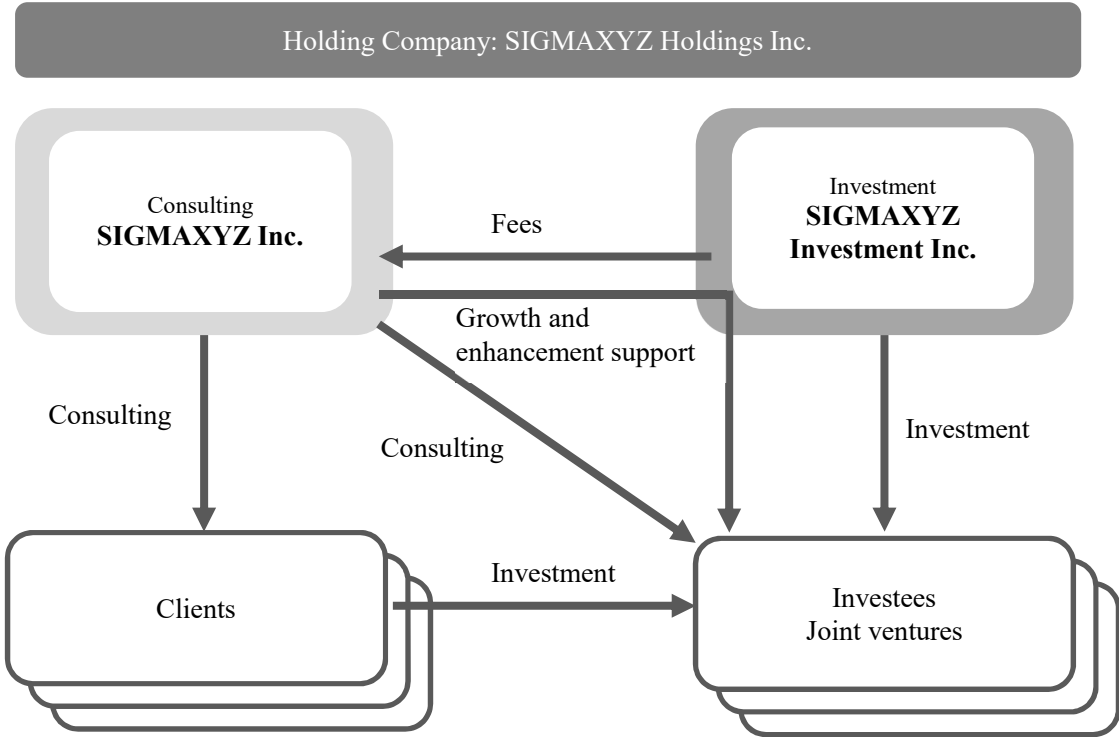 Holding Company: SIGMAXYZ Holdings Inc.
Consulting
SIGMAXYZ Inc.
Investment
SIGMAXYZ
Investment Inc.
Fees
Growth and
enhancement support
Consulting
Consulting
Investment
Investment
Clients
Investees
Joint ventures